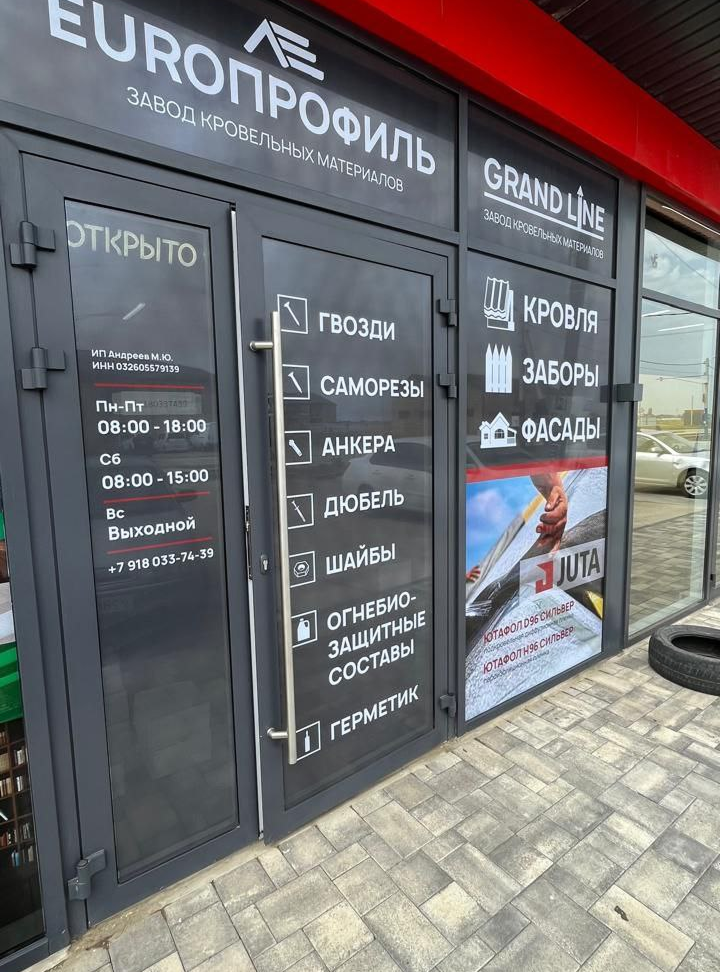 EUROПРОФИЛЬ
ЗАВОД КРОВЕЛЬНЫХ МАТЕРИАЛОВ
GRAND LINE
ЗАВОД КРОВЕЛЬНЫХ МАТЕРИАЛОВ
ОТКРЫТО
ИП Андреев М.Ю.
ИНН 032605579139
Пн-Пт
08:00 - 18:00
Сб
08:00 - 15:00
Вс
Выходной
+7 918 033-74-39
ГВОЗДИ
САМОРЕЗЫ
АНКЕРА
ДЮБЕЛЬ
ШАЙБЫ
ОГНЕБИО-
ЗАЩИТНЫЕ
СОСТАВЫ
ГЕРМЕТИК
КРОВЛЯ
ЗАБОРЫ
ФАСАДЫ
JUTA
ЮТАФОЛ D96 СИЛЬВЕР
ЮТАФОЛ Н96 СИЛЬВЕР